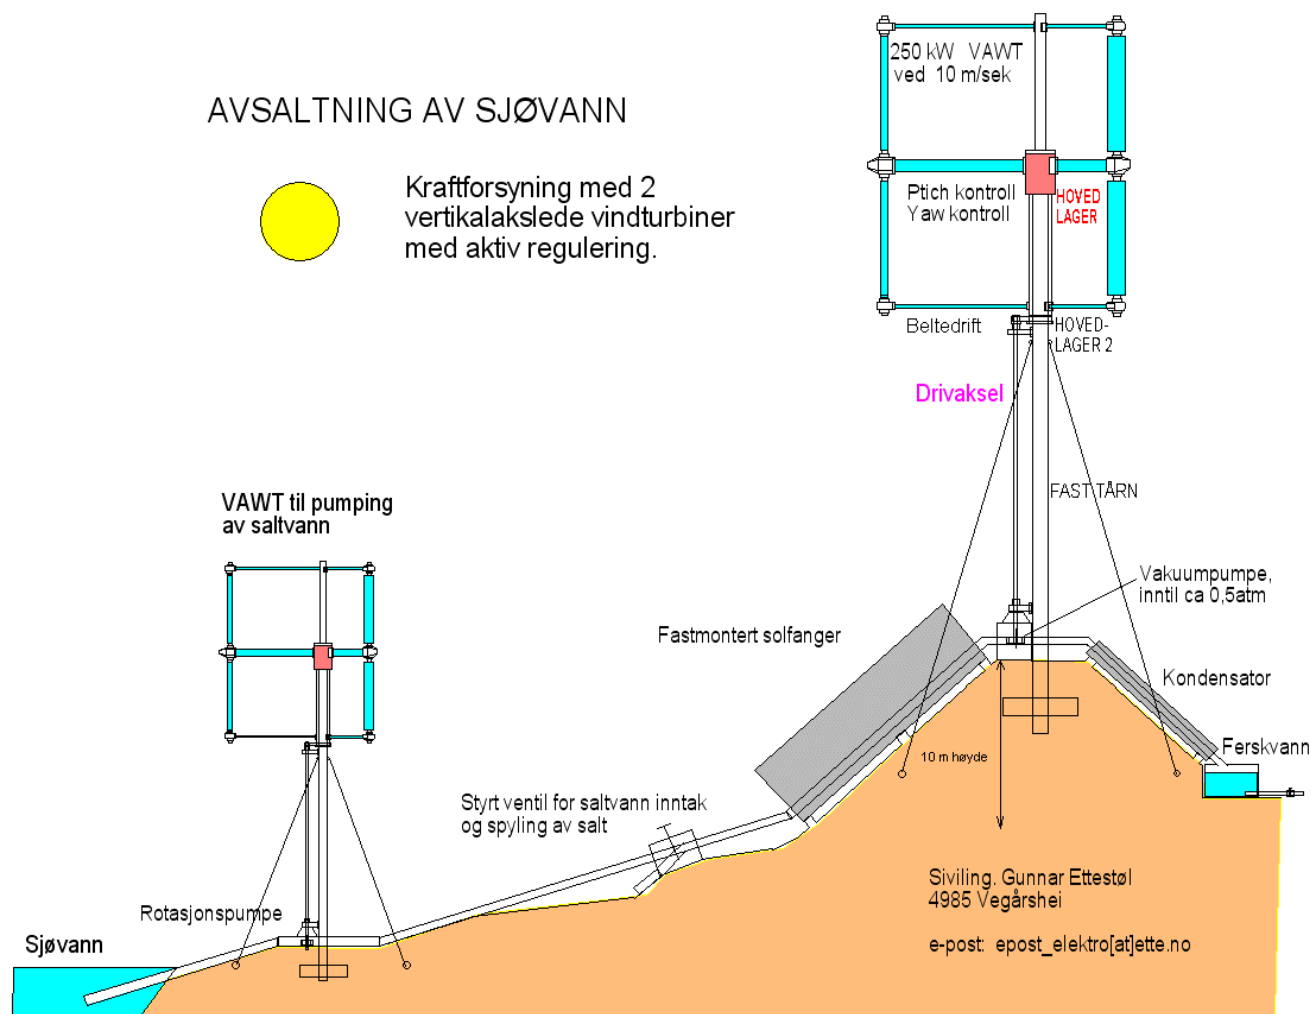 250 kW VAWT
ved 10 m/sek
AVSALTNING AV SJØVANN
Kraftforsyning med 2
vertikalakslede vindturbiner
med aktiv regulering.
Ptich kontroll
Yaw kontroll
HOVED
LAGER
Beltedrift
HOVED-
LAGER 2
Drivaksel
FAST TÅRN
VAWT til pumping
av saltvann
Vakuumpumpe,
inntil ca 0,5atm
Fastmontert solfanger
Kondensator
Ferskvann
10 m høyde
Styrt ventil for saltvann inntak
og spyling av salt
Siviling. Gunnar Ettestøl
4985 Vegårshei
e-post: epost_elektro[at]ette.no
Rotasjonspumpe
Sjøvann